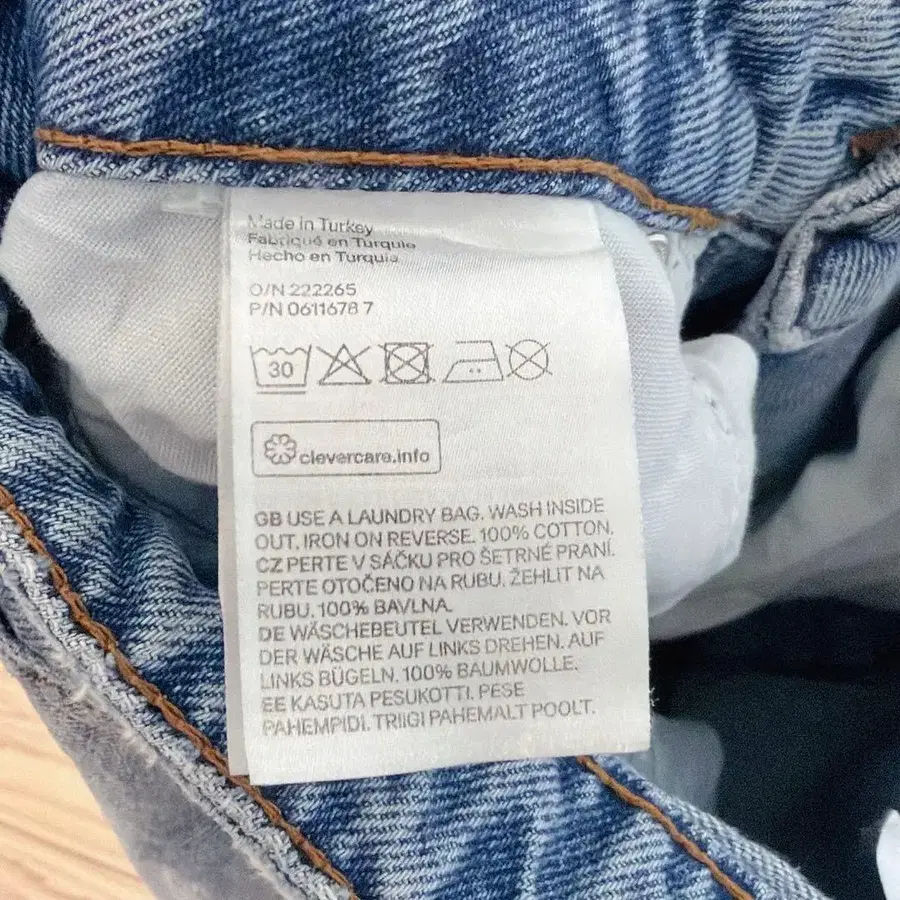 Made in Turkey
Fabriqué en Turquie
Hecho en Turquia
O/N 222265
P/N 0611678 7
30
clevercare.info
GB USE A LAUNDRY BAG. WASH INSIDE
OUT, IRON ON REVERSE. 100% COTTON.
CZ PERTE V SÁČKU PRO ŠETRNÉ PRANÍ.
PERTE OTOČENO NA RUBU. ŽEHLIT NA
RUBU. 100% BAVLNA.
DE WÄSCHEBEUTEL VERWENDEN. VOR
DER WÄSCHE AUF LINKS DREHEN. AUF
LINKS BÜGELN. 100% BAUMWOLLE.
EE KASUTA PESUKOTTI. PESE
PAHEMPIDI. TRIIGI PAHEMALT POOLT.